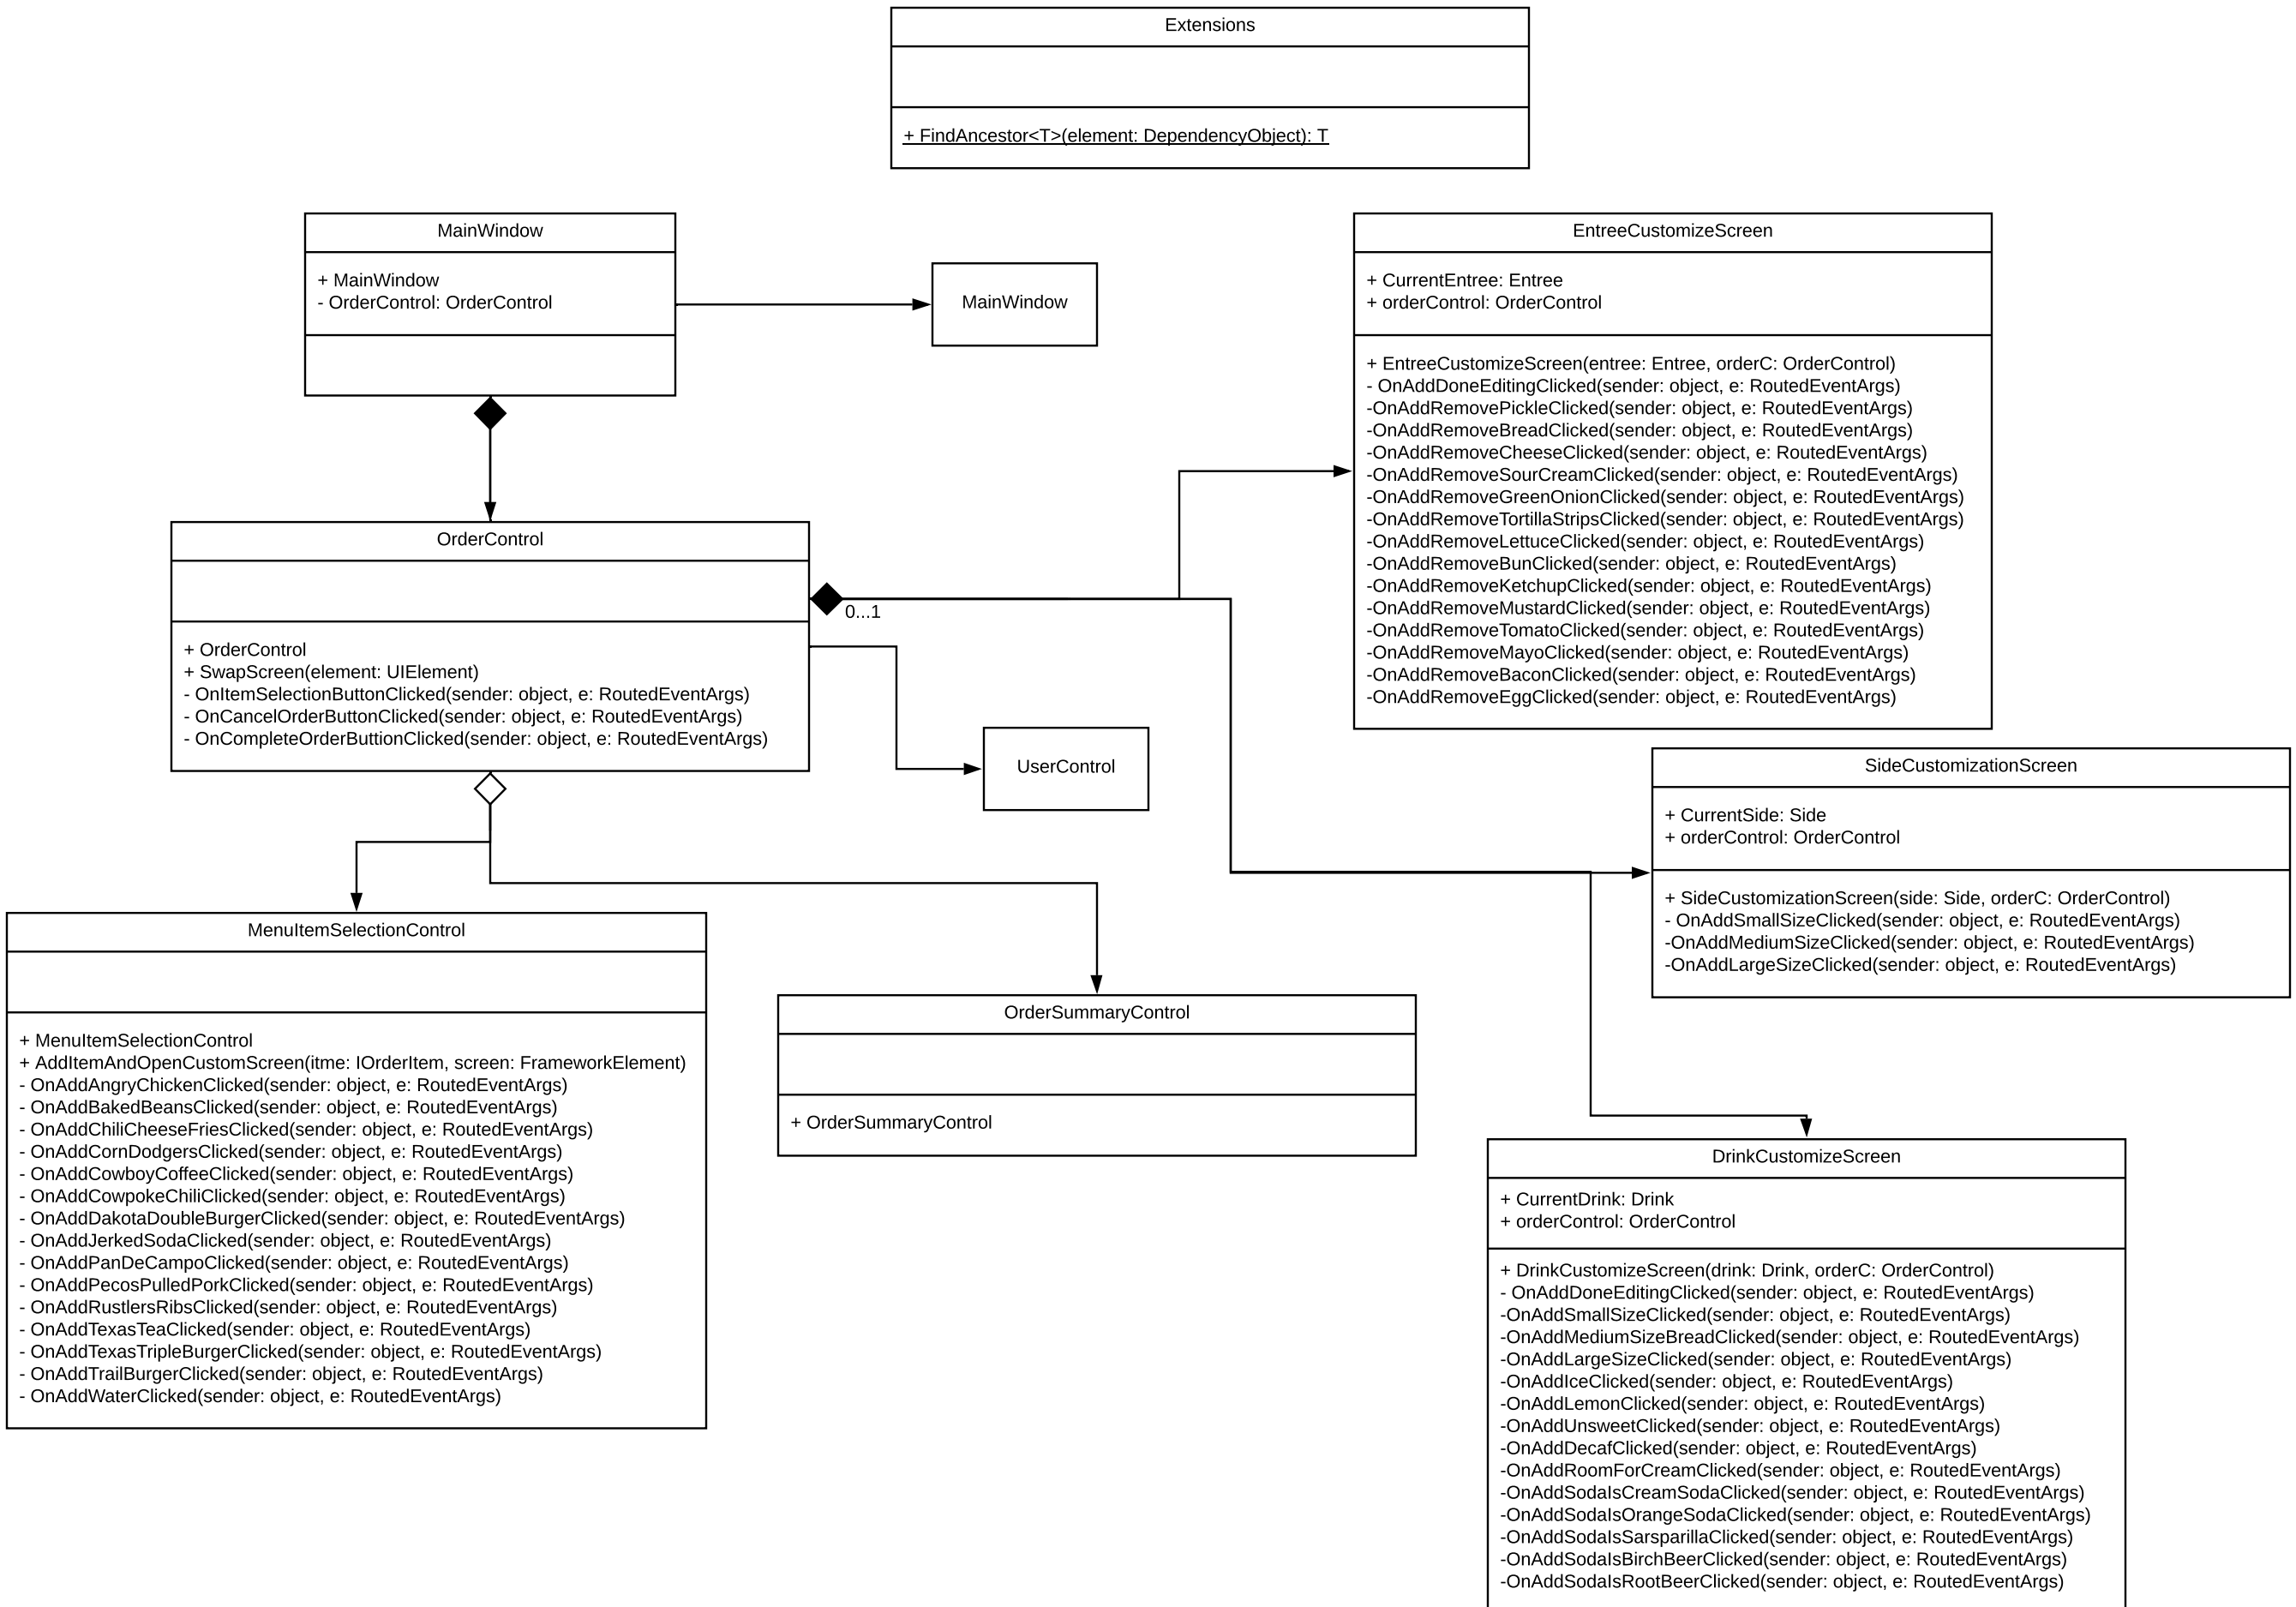 Extensions
+ FindAncestor<T>(element: DependencyObject): T
MainWindow
+ MainWindow
- OrderControl: OrderControl
MainWindow
EntreeCustomizeScreen
+ CurrentEntree: Entree
+ orderControl: OrderControl
+ EntreeCustomizeScreen(entree: Entree, orderC: OrderControl)
- OnAddDoneEditingClicked(sender: object, e: RoutedEventArgs)
-OnAddRemovePickleClicked(sender: object, e: RoutedEventArgs)
-OnAddRemoveBreadClicked(sender: object, e: RoutedEventArgs)
-OnAddRemoveCheeseClicked(sender: object, e: RoutedEventArgs)
-OnAddRemoveSourCreamClicked(sender: object, e: RoutedEventArgs)
-OnAddRemoveGreenOnionClicked(sender: object, e: RoutedEventArgs)
-OnAddRemoveTortillaStripsClicked(sender: object, e: RoutedEventArgs)
-OnAddRemoveLettuceClicked(sender: object, e: RoutedEventArgs)
-OnAddRemoveBunClicked(sender: object, e: RoutedEventArgs)
-OnAddRemoveKetchupClicked(sender: object, e: RoutedEventArgs)
-OnAddRemoveMustardClicked(sender: object, e: RoutedEventArgs)
-OnAddRemoveTomatoClicked(sender: object, e: RoutedEventArgs)
-OnAddRemoveMayoClicked(sender: object, e: RoutedEventArgs)
-OnAddRemoveBaconClicked(sender: object, e: RoutedEventArgs)
-OnAddRemoveEggClicked(sender: object, e: RoutedEventArgs)
OrderControl
+ OrderControl
+ SwapScreen(element: UIElement)
- OnItemSelectionButtonClicked(sender: object, e: RoutedEventArgs)
- OnCancelOrderButtonClicked(sender: object, e: RoutedEventArgs)
- OnCompleteOrderButtionClicked(sender: object, e: RoutedEventArgs)
0...1
UserControl
SideCustomizationScreen
+ CurrentSide: Side
+ orderControl: OrderControl
+ SideCustomizationScreen(side: Side, orderC: OrderControl)
- OnAddSmallSizeClicked(sender: object, e: RoutedEventArgs)
-OnAddMediumSizeClicked(sender: object, e: RoutedEventArgs)
-OnAddLargeSizeClicked(sender: object, e: RoutedEventArgs)
MenuItemSelectionControl
+ MenuItemSelectionControl
+ AddItemAndOpenCustomScreen(itme: IOrderItem, screen: FrameworkElement)
- OnAddAngryChickenClicked(sender: object, e: RoutedEventArgs)
- OnAddBakedBeansClicked(sender: object, e: RoutedEventArgs)
- OnAddChiliCheeseFriesClicked(sender: object, e: RoutedEventArgs)
- OnAddCornDodgersClicked(sender: object, e: RoutedEventArgs)
- OnAddCowboyCoffeeClicked(sender: object, e: RoutedEventArgs)
- OnAddCowpokeChiliClicked(sender: object, e: RoutedEventArgs)
- OnAddDakotaDoubleBurgerClicked(sender: object, e: RoutedEventArgs)
- OnAddJerkedSodaClicked(sender: object, e: RoutedEventArgs)
- OnAddPanDeCampoClicked(sender: object, e: RoutedEventArgs)
- OnAddPecosPulledPorkClicked(sender: object, e: RoutedEventArgs)
- OnAddRustlersRibsClicked(sender: object, e: RoutedEventArgs)
- OnAddTexasTeaClicked(sender: object, e: RoutedEventArgs)
- OnAddTexasTripleBurgerClicked(sender: object, e: RoutedEventArgs)
- OnAddTrailBurgerClicked(sender: object, e: RoutedEventArgs)
- OnAddWaterClicked(sender: object, e: RoutedEventArgs)
OrderSummaryControl
+ OrderSummaryControl
DrinkCustomizeScreen
+ CurrentDrink: Drink
+ orderControl: OrderControl
+ DrinkCustomizeScreen(drink: Drink, orderC: OrderControl)
- OnAddDoneEditingClicked(sender: object, e: RoutedEventArgs)
-OnAddSmallSizeClicked(sender: object, e: RoutedEventArgs)
-OnAddMediumSizeBreadClicked(sender: object, e: RoutedEventArgs)
-OnAddLargeSizeClicked(sender: object, e: RoutedEventArgs)
-OnAddIceClicked(sender: object, e: RoutedEventArgs)
-OnAddLemonClicked(sender: object, e: RoutedEventArgs)
-OnAddUnsweetClicked(sender: object, e: RoutedEventArgs)
-OnAddDecafClicked(sender: object, e: RoutedEventArgs)
-OnAddRoomForCreamClicked(sender: object, e: RoutedEventArgs)
-OnAddSodaIsCreamSodaClicked(sender: object, e: RoutedEventArgs)
-OnAddSodaIsOrangeSodaClicked(sender: object, e: RoutedEventArgs)
-OnAddSodaIsSarsparillaClicked(sender: object, e: RoutedEventArgs)
-OnAddSodaIsBirchBeerClicked(sender: object, e: RoutedEventArgs)
-OnAddSodaIsRootBeerClicked(sender: object, e: RoutedEventArgs)